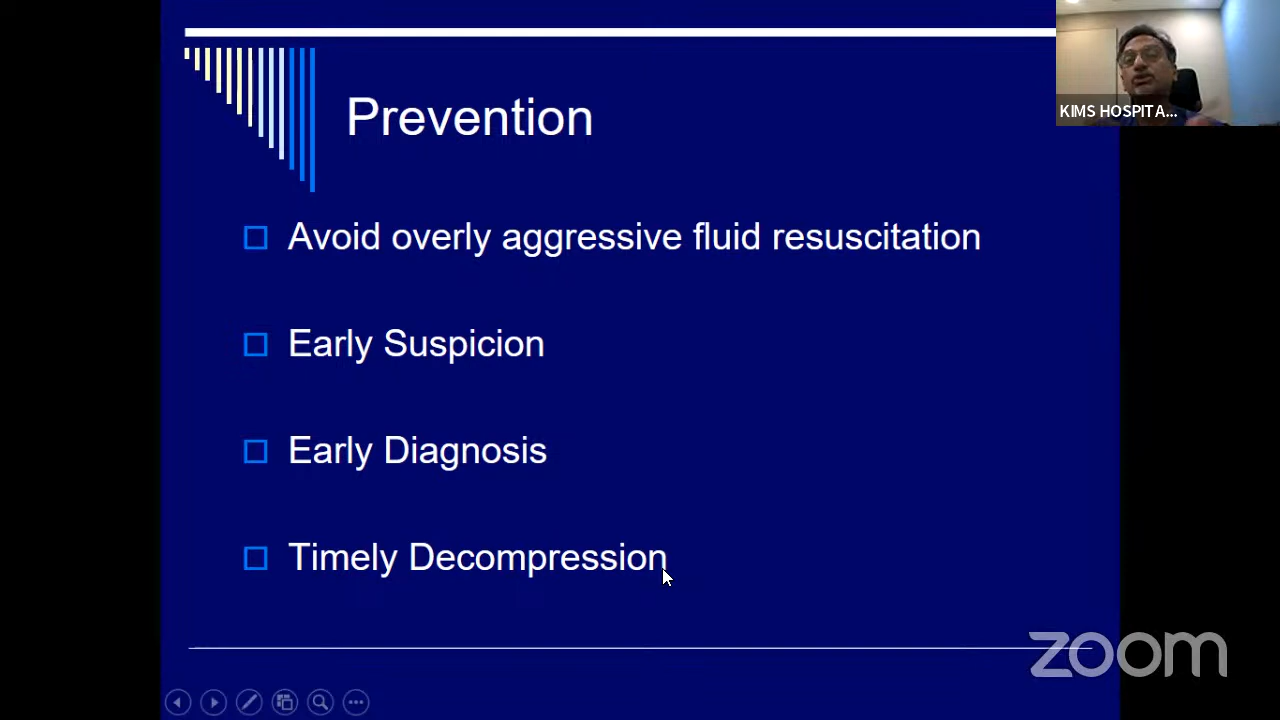 KIMS HOSPITA...
Prevention
Avoid overly aggressive fluid resuscitation
Early Suspicion
Early Diagnosis
Timely Decompression
zoom